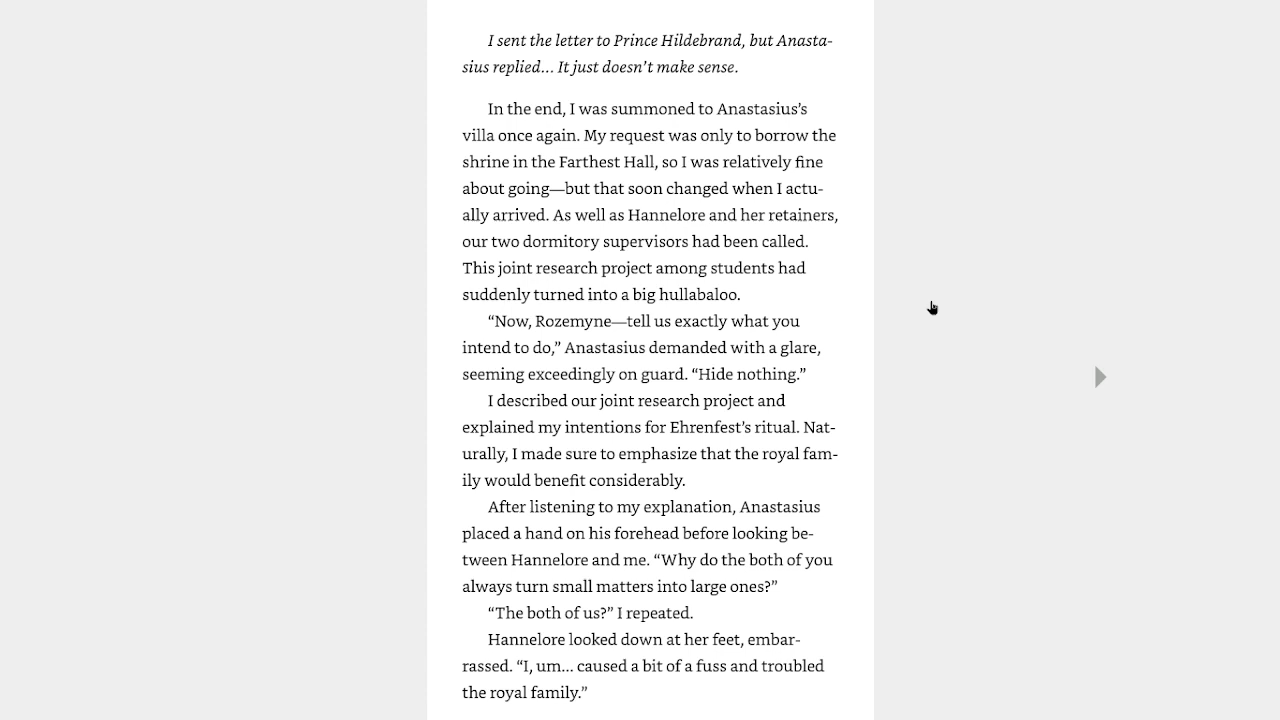 I sent the letter to Prince Hildebrand, but Anasta-
sius replied... It just doesn't make sense.
In the end, I was summoned to Anastasius's
villa once again. My request was only to borrow the
shrine in the Farthest Hall, so I was relatively fine
about going—but that soon changed when I actu-
ally arrived. As well as Hannelore and her retainers,
our two dormitory supervisors had been called.
This joint research project among students had
suddenly turned into a big hullabaloo.
“Now, Rozemyne—tell us exactly what you
intend to do,” Anastasius demanded with a glare,
seeming exceedingly on guard. “Hide nothing.”
I described our joint research project and
explained my intentions for Ehrenfest’s ritual. Nat-
urally, I made sure to emphasize that the royal fam-
ily would benefit considerably.
After listening to my explanation, Anastasius
placed a hand on his forehead before looking be-
tween Hannelore and me. “Why do the both of you
always turn small matters into large ones?”
“The both of us?” I repeated.
Hannelore looked down at her feet, embar-
rassed. “I, um... caused a bit of a fuss and troubled
the royal family.”